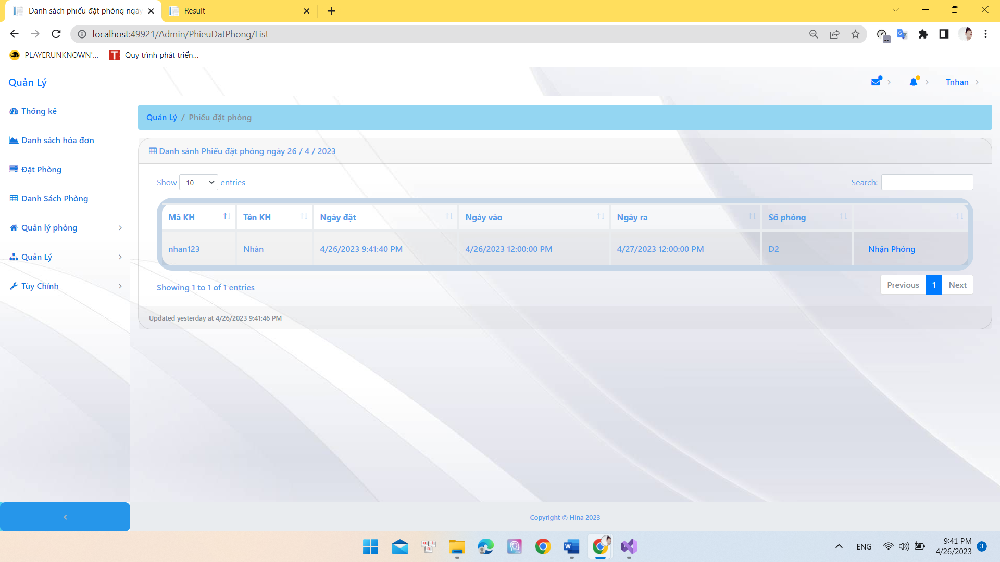 Danh sách phiếu đặt phòng ngày
Result
localhost:49921/Admin/PhieuDatPhong/List
PLAYERUNKNOWN'... Quy trình phát triển...
Quản Lý
Tnhan
Thống kê
Danh sách hóa đơn
Đặt Phòng
Danh Sách Phòng
Quản lý phòng
Quản Lý
Tùy Chỉnh
Quản Lý / Phiếu đặt phòng
Danh sánh Phiếu đặt phòng ngày 26 / 4 / 2023
Show 10 entries
Search:
Mã KH Tên KH Ngày đặt Ngày vào Ngày ra Số phòng
nhan123 Nhàn 4/26/2023 9:41:40 PM 4/26/2023 12:00:00 PM 4/27/2023 12:00:00 PM D2 Nhận Phòng
Showing 1 to 1 of 1 entries
Previous 1 Next
Updated yesterday at 4/26/2023 9:41:46 PM
Copyright © Hina 2023
ENG
9:41 PM
4/26/2023
3